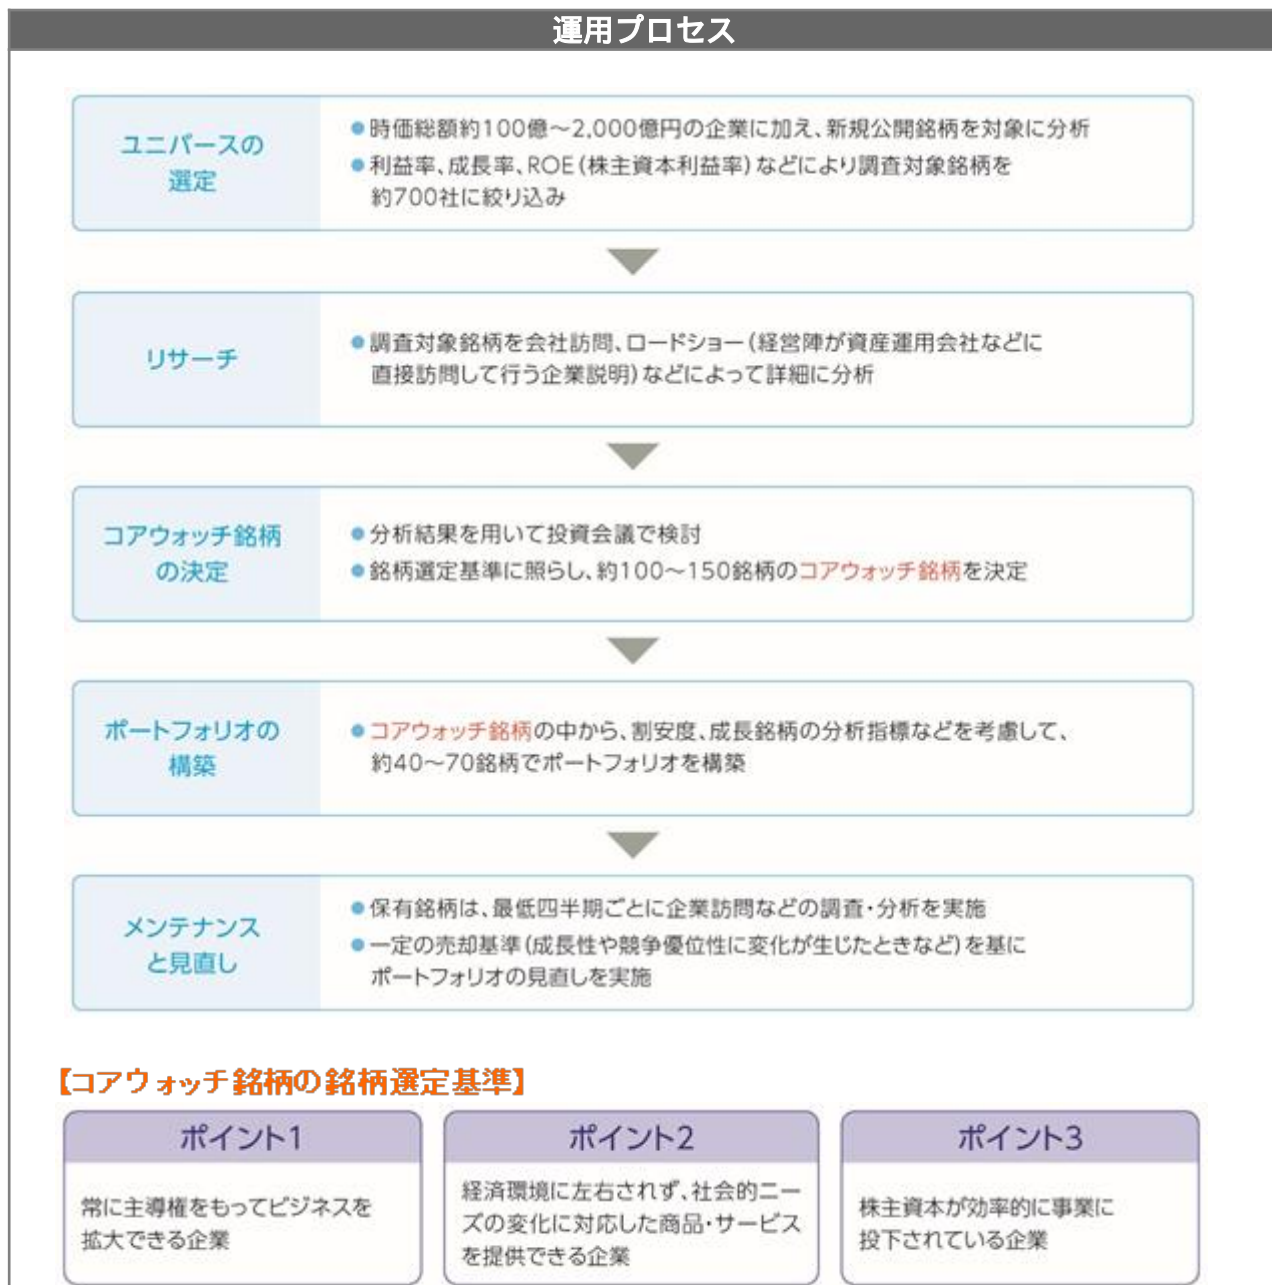 運用プロセス
ユニバースの
選定
●時価総額約100億～2,000億円の企業に加え、新規公開銘柄を対象に分析
●利益率、成長率、ROE（株主資本利益率）などにより調査対象銘柄を
約700社に絞り込み
リサーチ
●調査対象銘柄を会社訪問、ロードショー（経営陣が資産運用会社などに
直接訪問して行う企業説明）などによって詳細に分析
コアウォッチ銘柄
の決定
●分析結果を用いて投資会議で検討
●銘柄選定基準に照らし、約100～150銘柄のコアウォッチ銘柄を決定
ポートフォリオの
構築
●コアウォッチ銘柄の中から、割安度、成長銘柄の分析指標などを考慮して、
約40～70銘柄でポートフォリオを構築
メンテナンス
と見直し
●保有銘柄は、最低四半期ごとに企業訪問などの調査・分析を実施
●一定の売却基準（成長性や競争優位性に変化が生じたときなど）を基に
ポートフォリオの見直しを実施
【コアウォッチ銘柄の銘柄選定基準】
ポイント1
常に主導権をもってビジネスを
拡大できる企業
ポイント2
経済環境に左右されず、社会的ニー
ズの変化に対応した商品・サービス
を提供できる企業
ポイント3
株主資本が効率的に事業に
投下されている企業